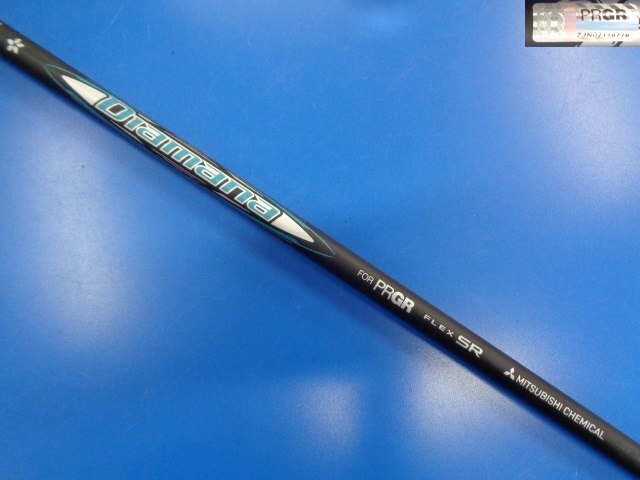 Diamana
FOR PRGR FLEX SR
MITSUBISHI CHEMICAL
PRGR